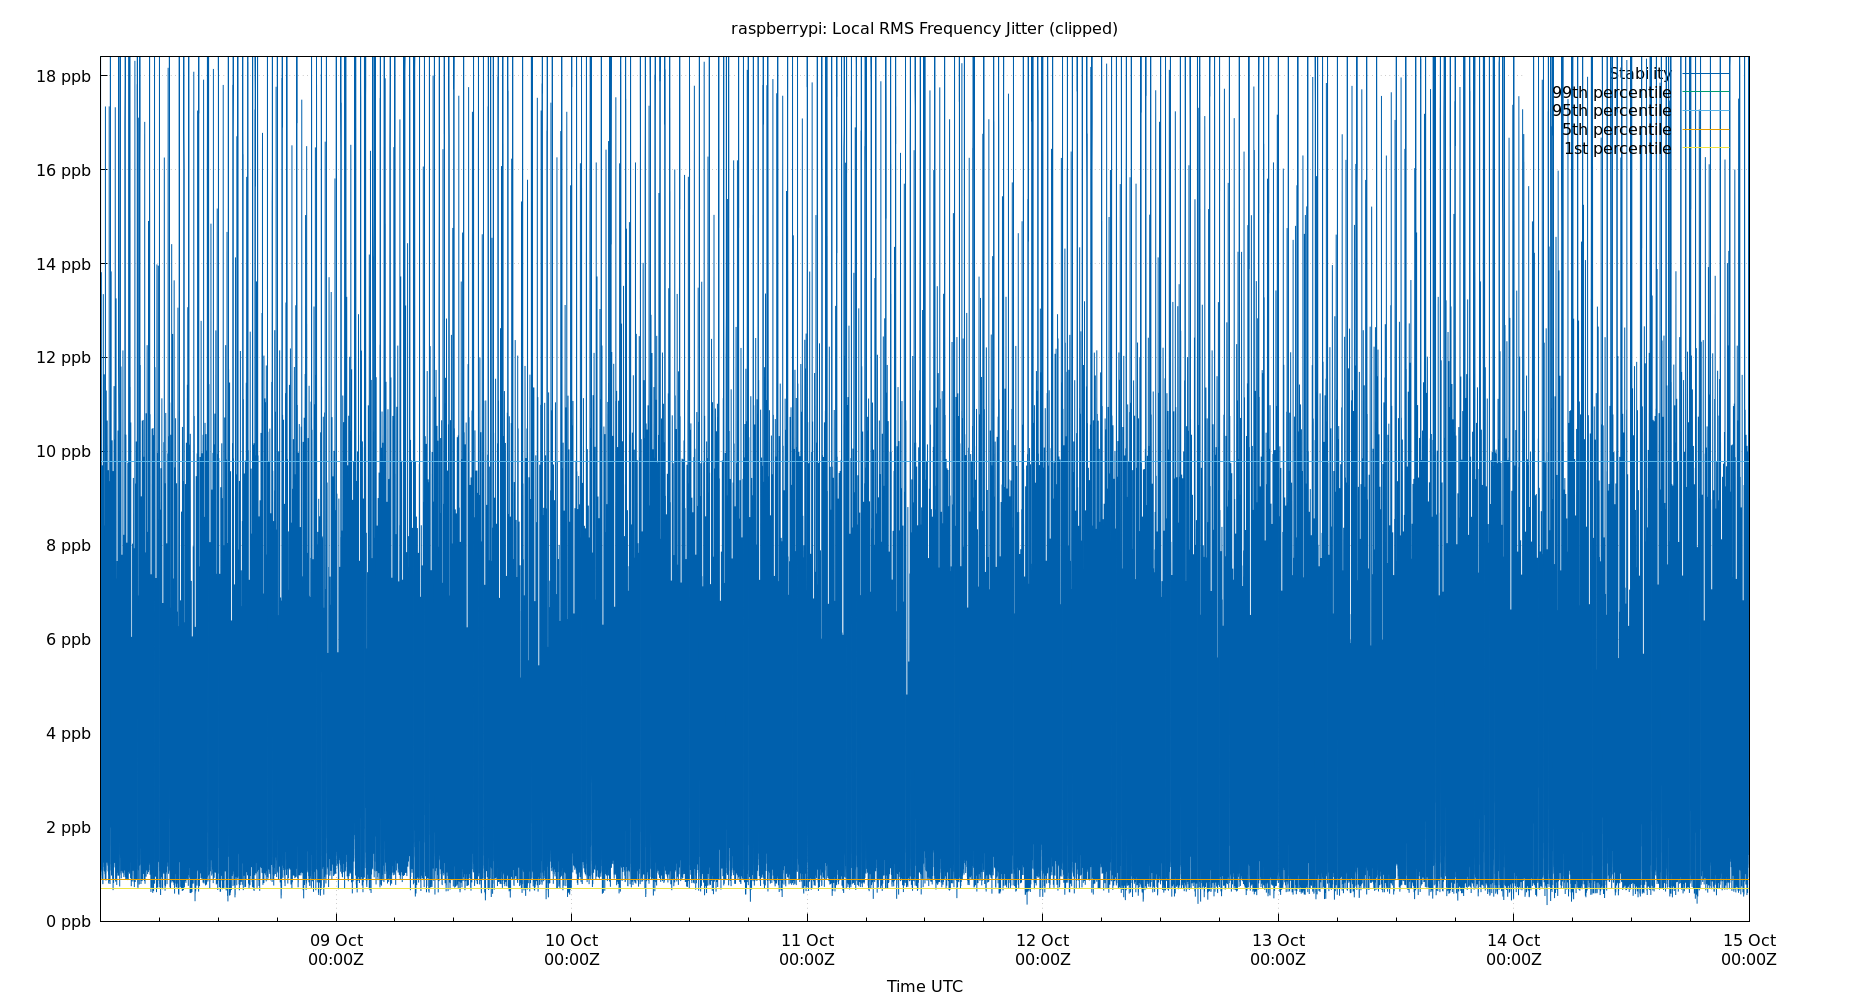 raspberrypi: Local RMS Frequency Jitter (clipped)
18 ppb
16 ppb
14 ppb
12 ppb
10 ppb
8 ppb
6 ppb
4 ppb
2 ppb
0 ppb
Stability
99th percentile
95th percentile
5th percentile
1st percentile
09 Oct 10 Oct 11 Oct 12 Oct 13 Oct 14 Oct 15 Oct
00:00Z 00:00Z 00:00Z 00:00Z 00:00Z 00:00Z 00:00Z
Time UTC